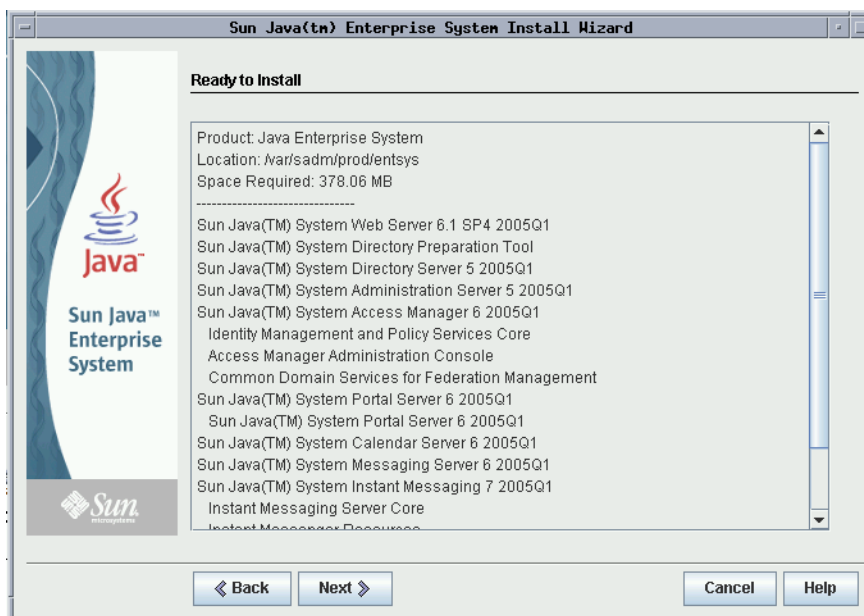 Sun Java(tm) Enterprise System Install Wizard
Ready to Install
Product: Java Enterprise System
Location: /var/sadm/prod/entsys
Space Required: 378.06 MB
-------------------------------
Sun Java(TM) System Web Server 6.1 SP4 2005Q1
Sun Java(TM) System Directory Preparation Tool
Sun Java(TM) System Directory Server 5 2005Q1
Sun Java(TM) System Administration Server 5 2005Q1
Sun Java(TM) System Access Manager 6 2005Q1
Identity Management and Policy Services Core
Access Manager Administration Console
Common Domain Services for Federation Management
Sun Java(TM) System Portal Server 6 2005Q1
Sun Java(TM) System Portal Server 6 2005Q1
Sun Java(TM) System Calendar Server 6 2005Q1
Sun Java(TM) System Messaging Server 6 2005Q1
Sun Java(TM) System Instant Messaging 7 2005Q1
Instant Messaging Server Core
Instant Messenger Resources
Java™
Sun Java™
Enterprise
System
Sun
microsystems
Back
Next
Cancel
Help